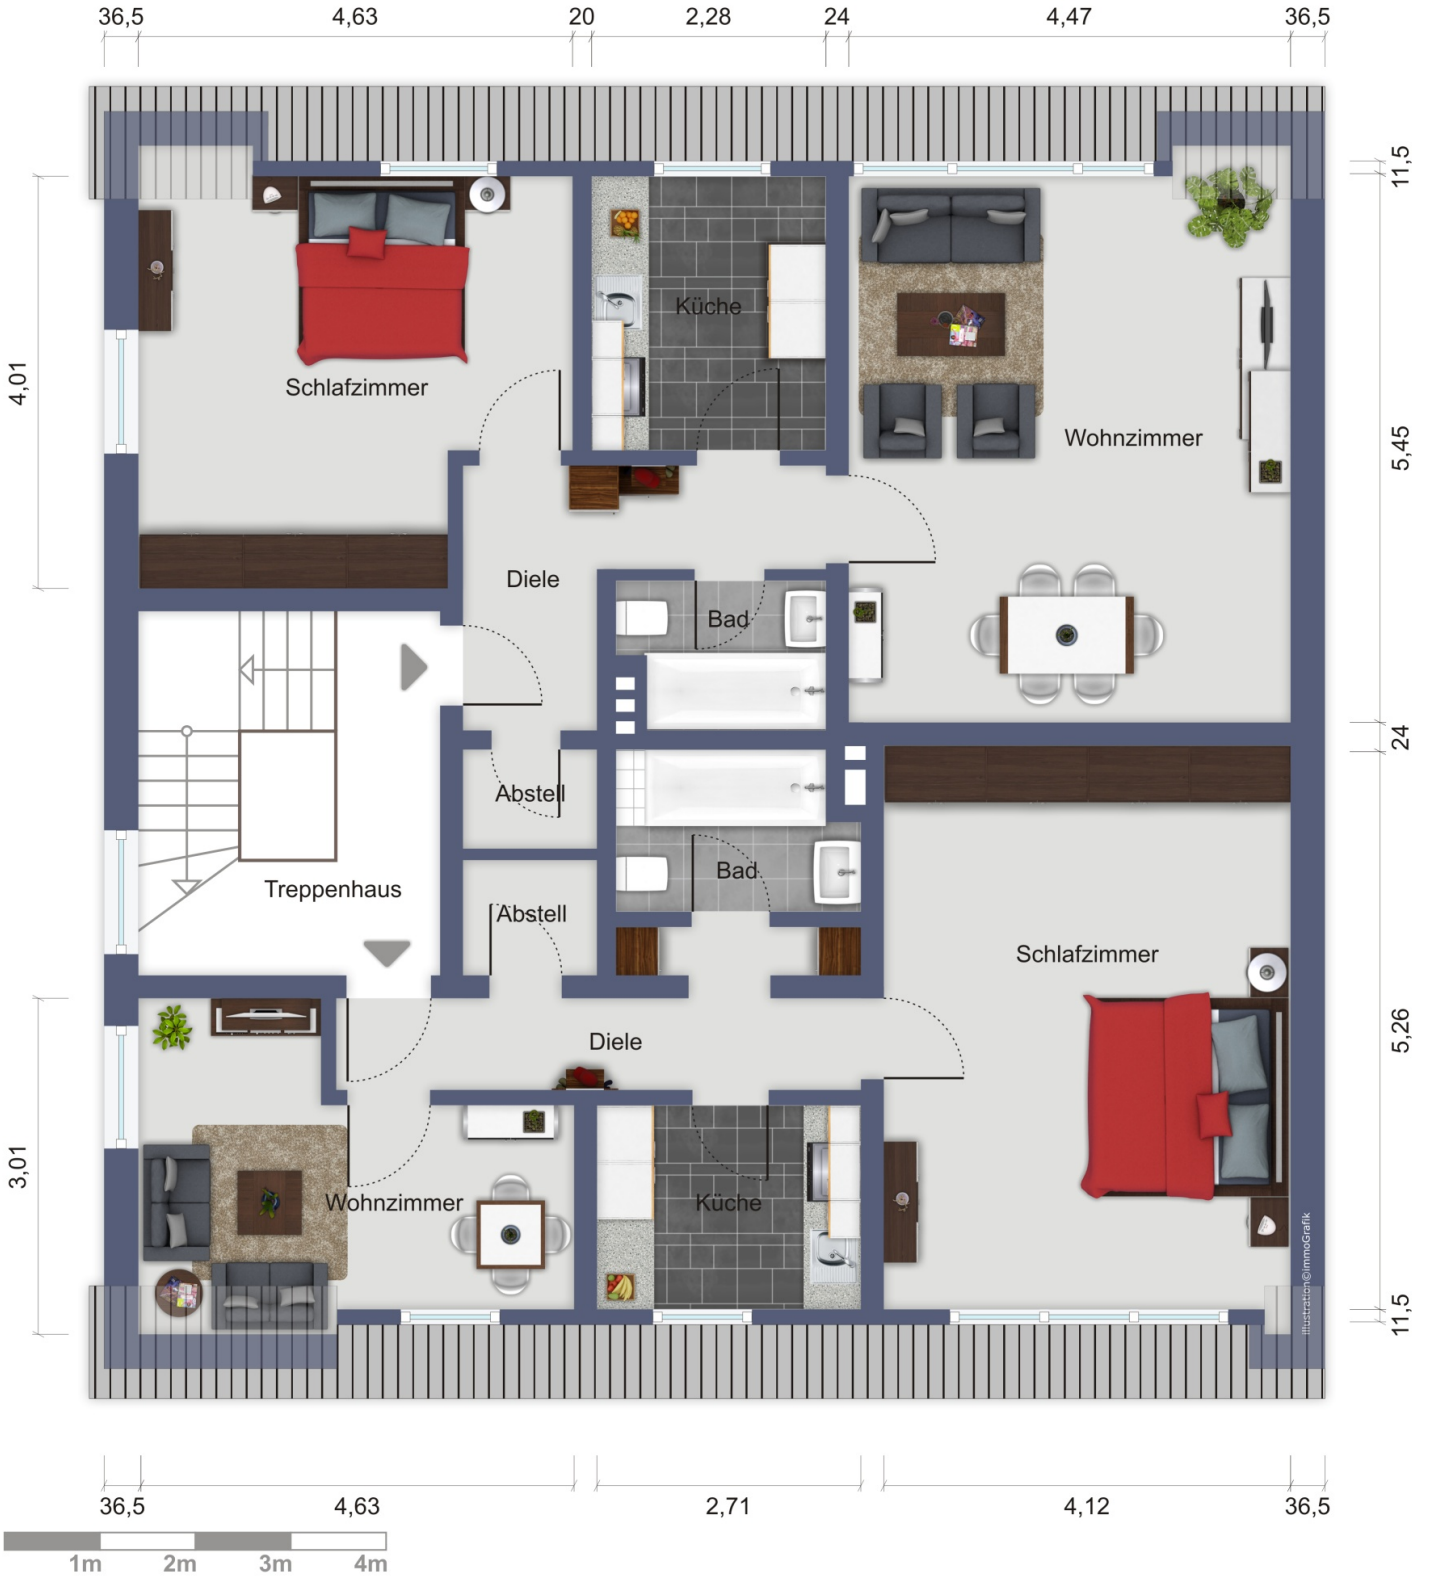 36,5 4,63 20 2,28 24 4,47 36,5
11,5
Küche
4,01
Schlafzimmer
Wohnzimmer
5,45
Diele
Bad
24
Abstell
Bad
Treppenhaus
Abstell
Schlafzimmer
Diele
5,26
3,01
Wohnzimmer
Küche
Illustration©immoGrafik
11,5
36,5 4,63 2,71 4,12 36,5
1m 2m 3m 4m